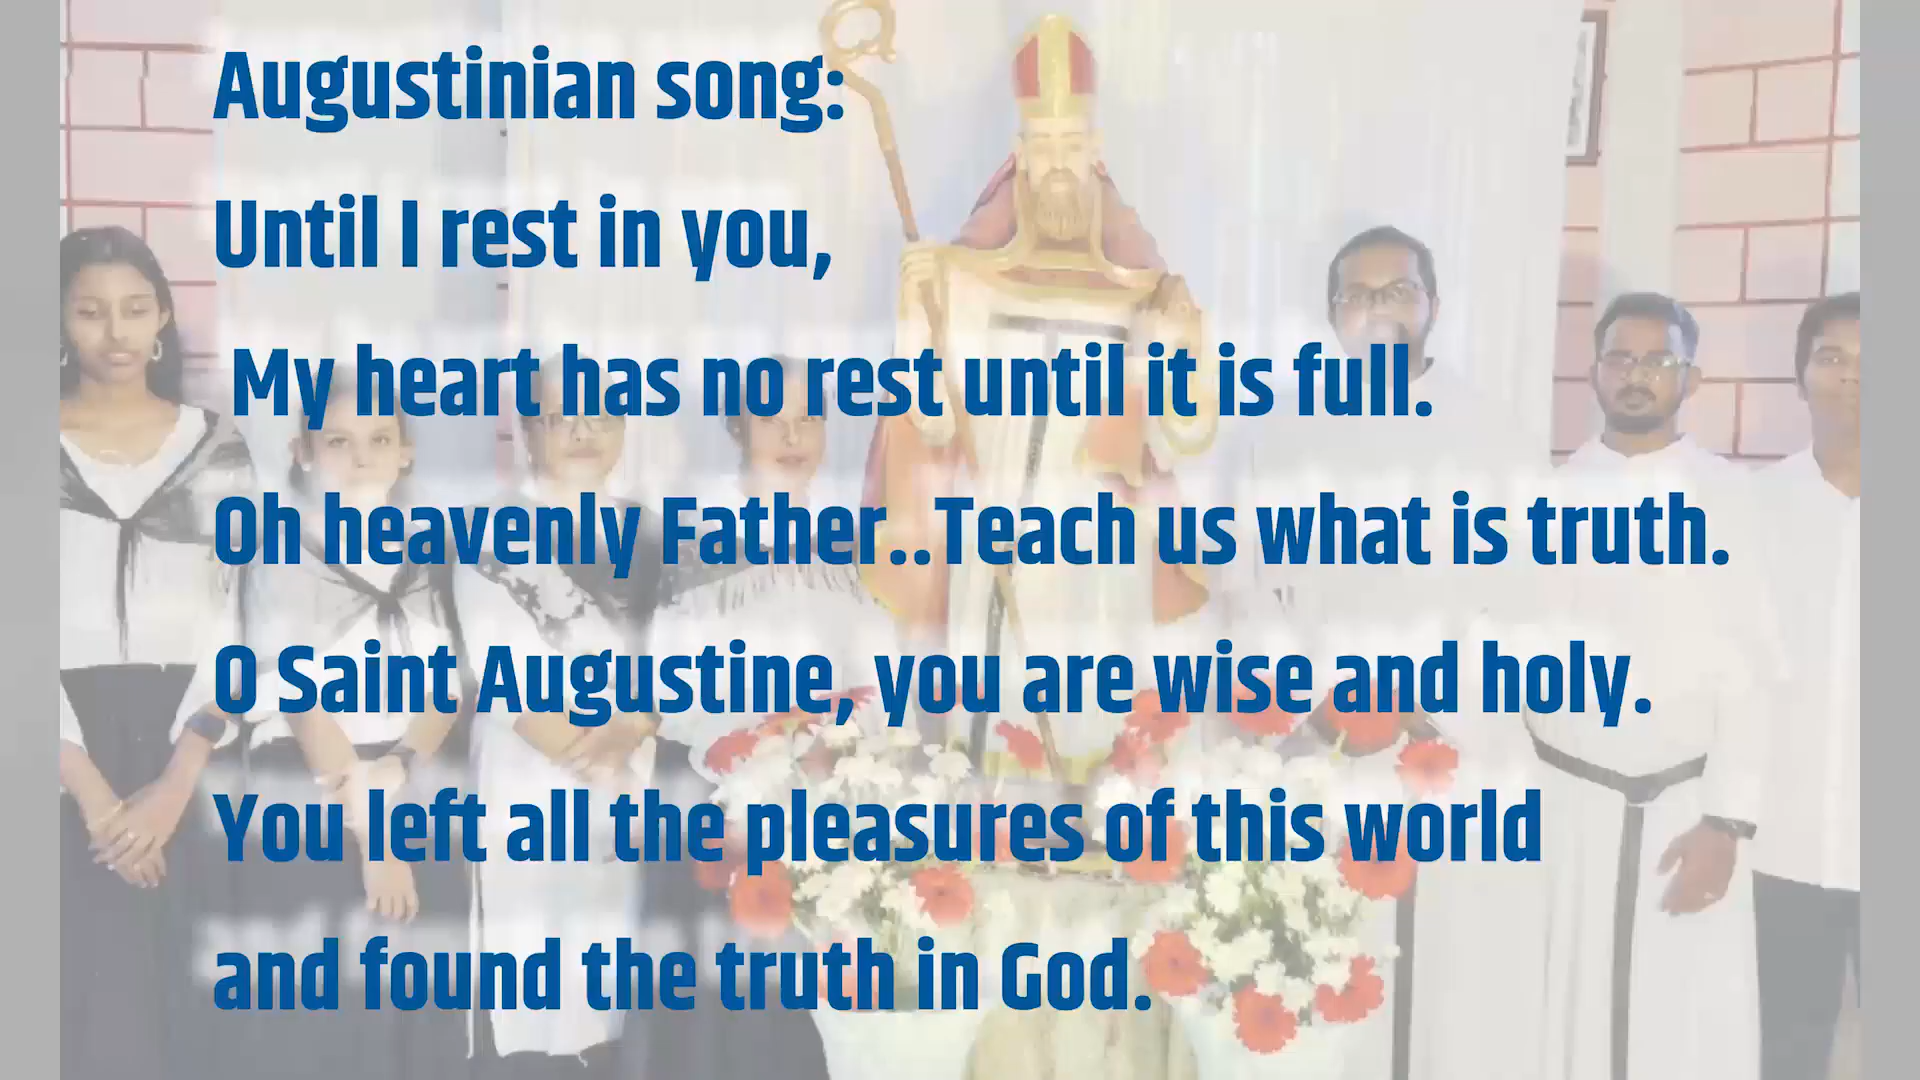 Augustinian song:
Until I rest in you,
My heart has no rest until it is full.
Oh heavenly Father..Teach us what is truth.
O Saint Augustine, you are wise and holy.
You left all the pleasures of this world
and found the truth in God.